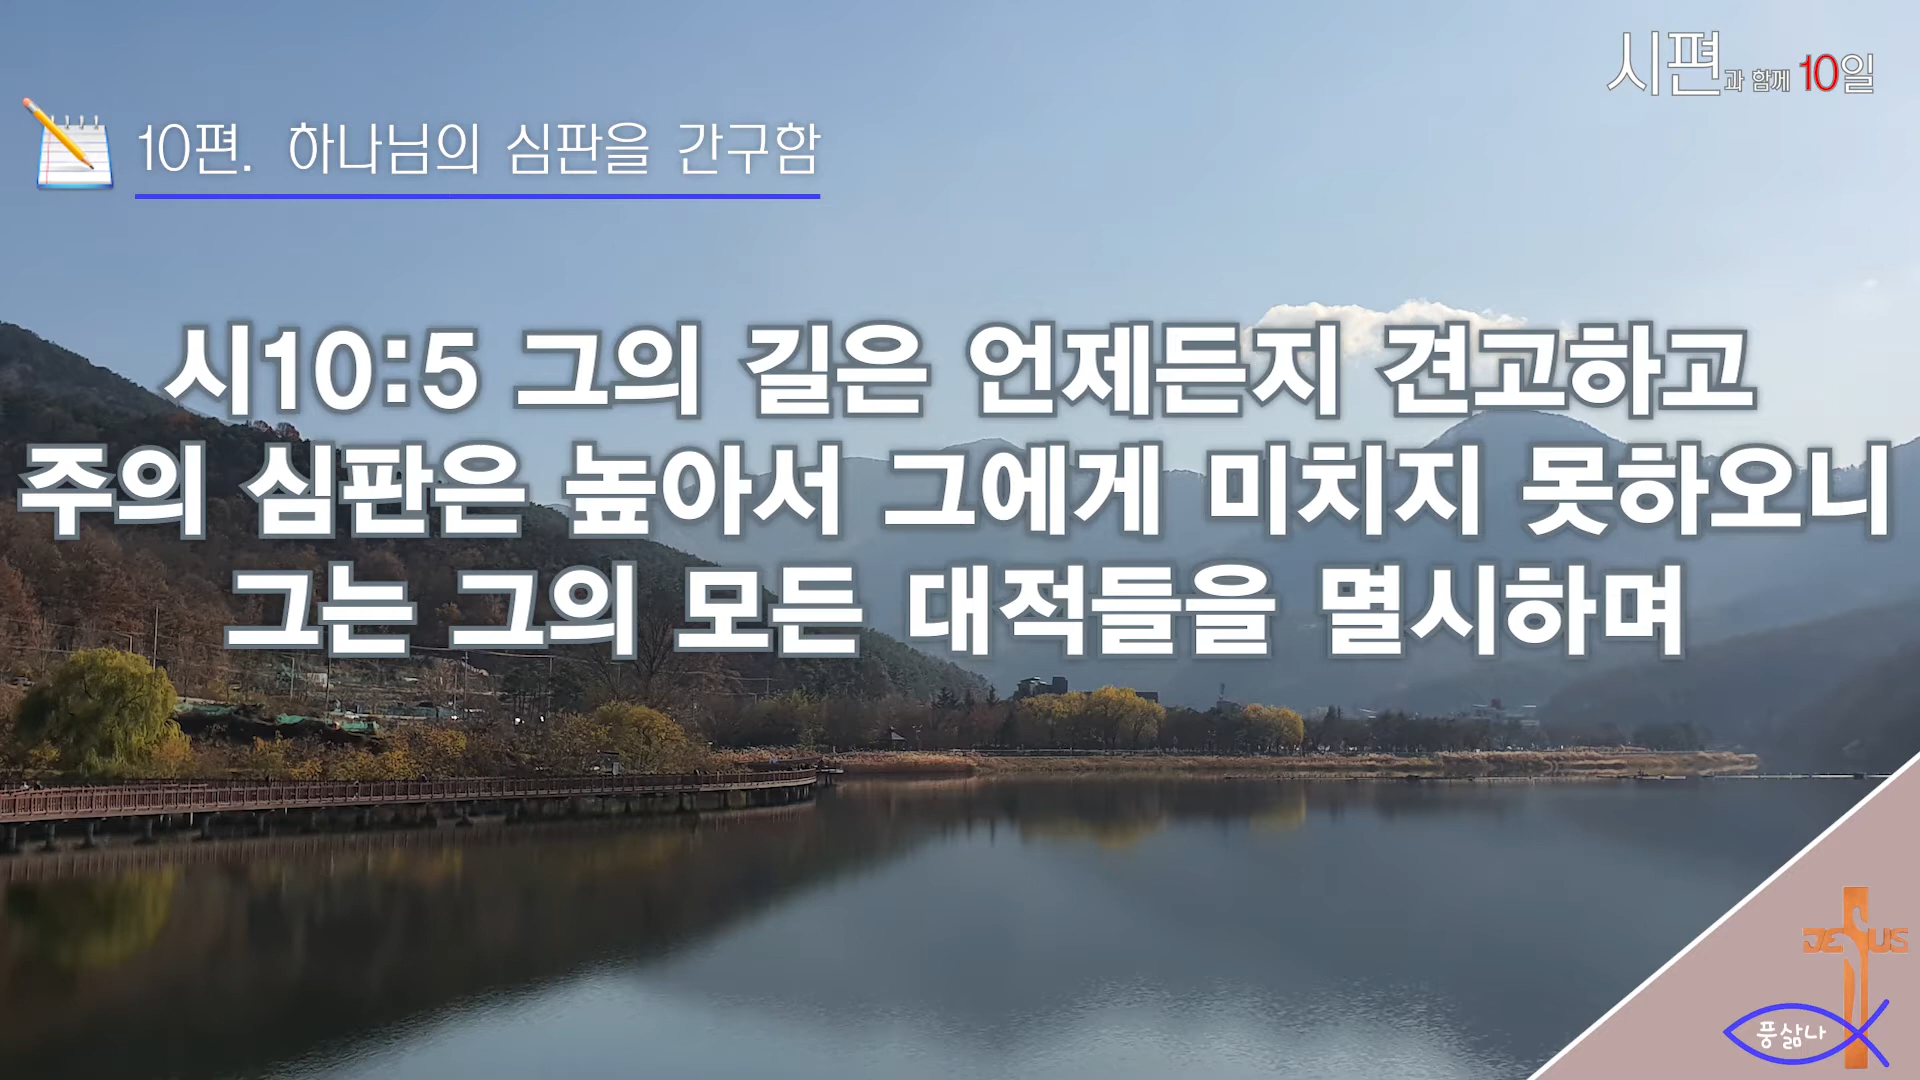 시편과 함께 10일
10편. 하나님의 심판을 간구함
시10:5 그의 길은 언제든지 견고하고
주의 심판은 높아서 그에게 미치지 못하오니
그는 그의 모든 대적들을 멸시하며
JESUS
풍삶나